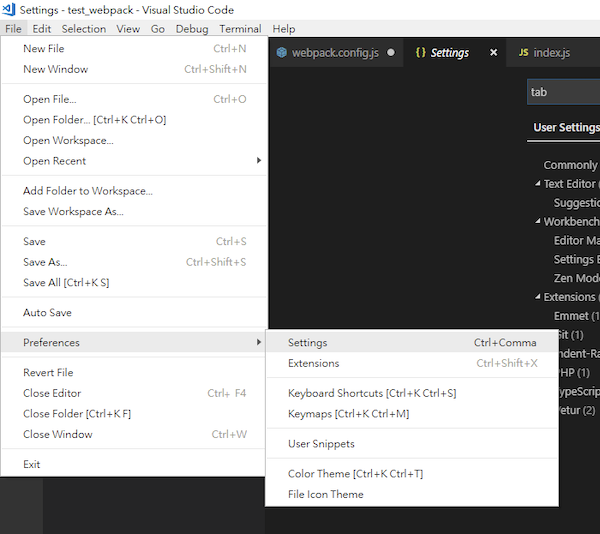 Settings - test_webpack - Visual Studio Code
File Edit Selection View Go Debug Terminal Help
New File Ctrl+N
New Window Ctrl+Shift+N
Open File... Ctrl+O
Open Folder... [Ctrl+K Ctrl+O]
Open Workspace...
Open Recent
Add Folder to Workspace...
Save Workspace As...
Save Ctrl+S
Save As... Ctrl+Shift+S
Save All [Ctrl+K S]
Auto Save
Preferences
Revert File
Close Editor Ctrl+ F4
Close Folder [Ctrl+K F]
Close Window Ctrl+W
Exit
Settings Ctrl+Comma
Extensions Ctrl+Shift+X
Keyboard Shortcuts [Ctrl+K Ctrl+S]
Keymaps [Ctrl+K Ctrl+M]
User Snippets
Color Theme [Ctrl+K Ctrl+T]
File Icon Theme
webpack.config.js { } Settings JS index.js
tab
User Settings
Commonly
Text Editor (
Suggestic
Workbench
Editor Ma
Settings E
Zen Mode
Extensions (
Emmet (1
Git (1)
ndent-Ra
PHP (1)
TypeScrip
Vetur (2)